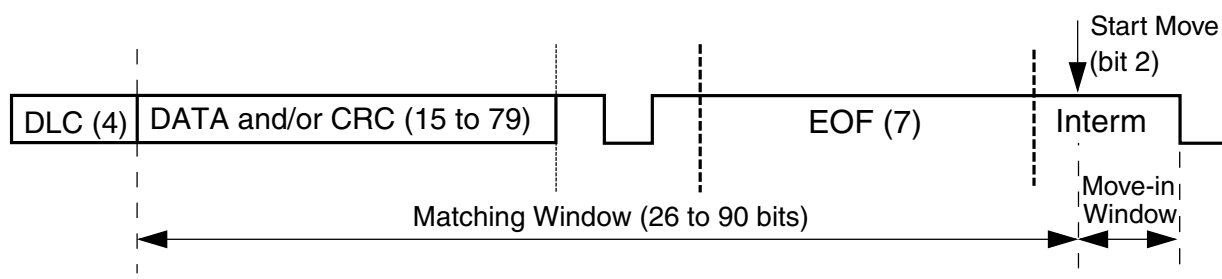 Start Move
(bit 2)
DLC (4)
DATA and/or CRC (15 to 79)
EOF (7)
Interm
Matching Window (26 to 90 bits)
Move-in
Window